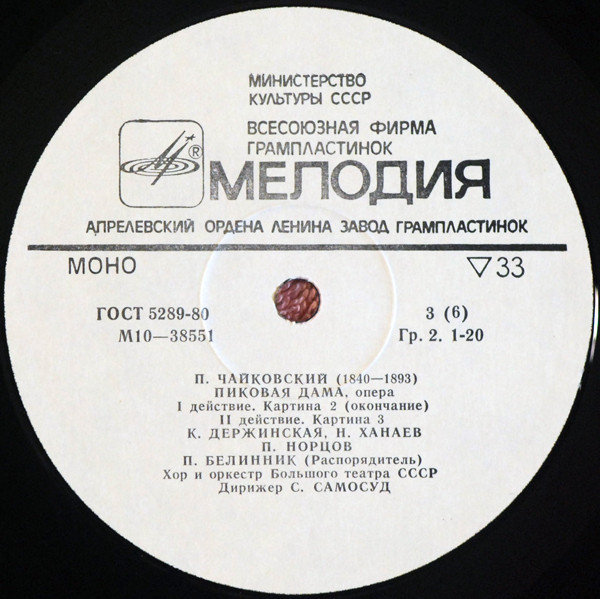 МИНИСТЕРСТВО
КУЛЬТУРЫ СССР
ВСЕСОЮЗНАЯ ФИРМА
ГРАМПЛАСТИНОК
®
МЕЛОДИЯ
АПРЕЛЕВСКИЙ ОРДЕНА ЛЕНИНА ЗАВОД ГРАМПЛАСТИНОК
МОНО ▽33
ГОСТ 5289-80 3 (6)
М10—38551 Гр. 2. 1-20
П. ЧАЙКОВСКИЙ (1840—1893)
ПИКОВАЯ ДАМА, опера
I действие. Картина 2 (окончание)
II действие. Картина 3
К. ДЕРЖИНСКАЯ, Н. ХАНАЕВ
П. НОРЦОВ
П. БЕЛИННИК (Распорядитель)
Хор и оркестр Большого театра СССР
Дирижер С. САМОСУД